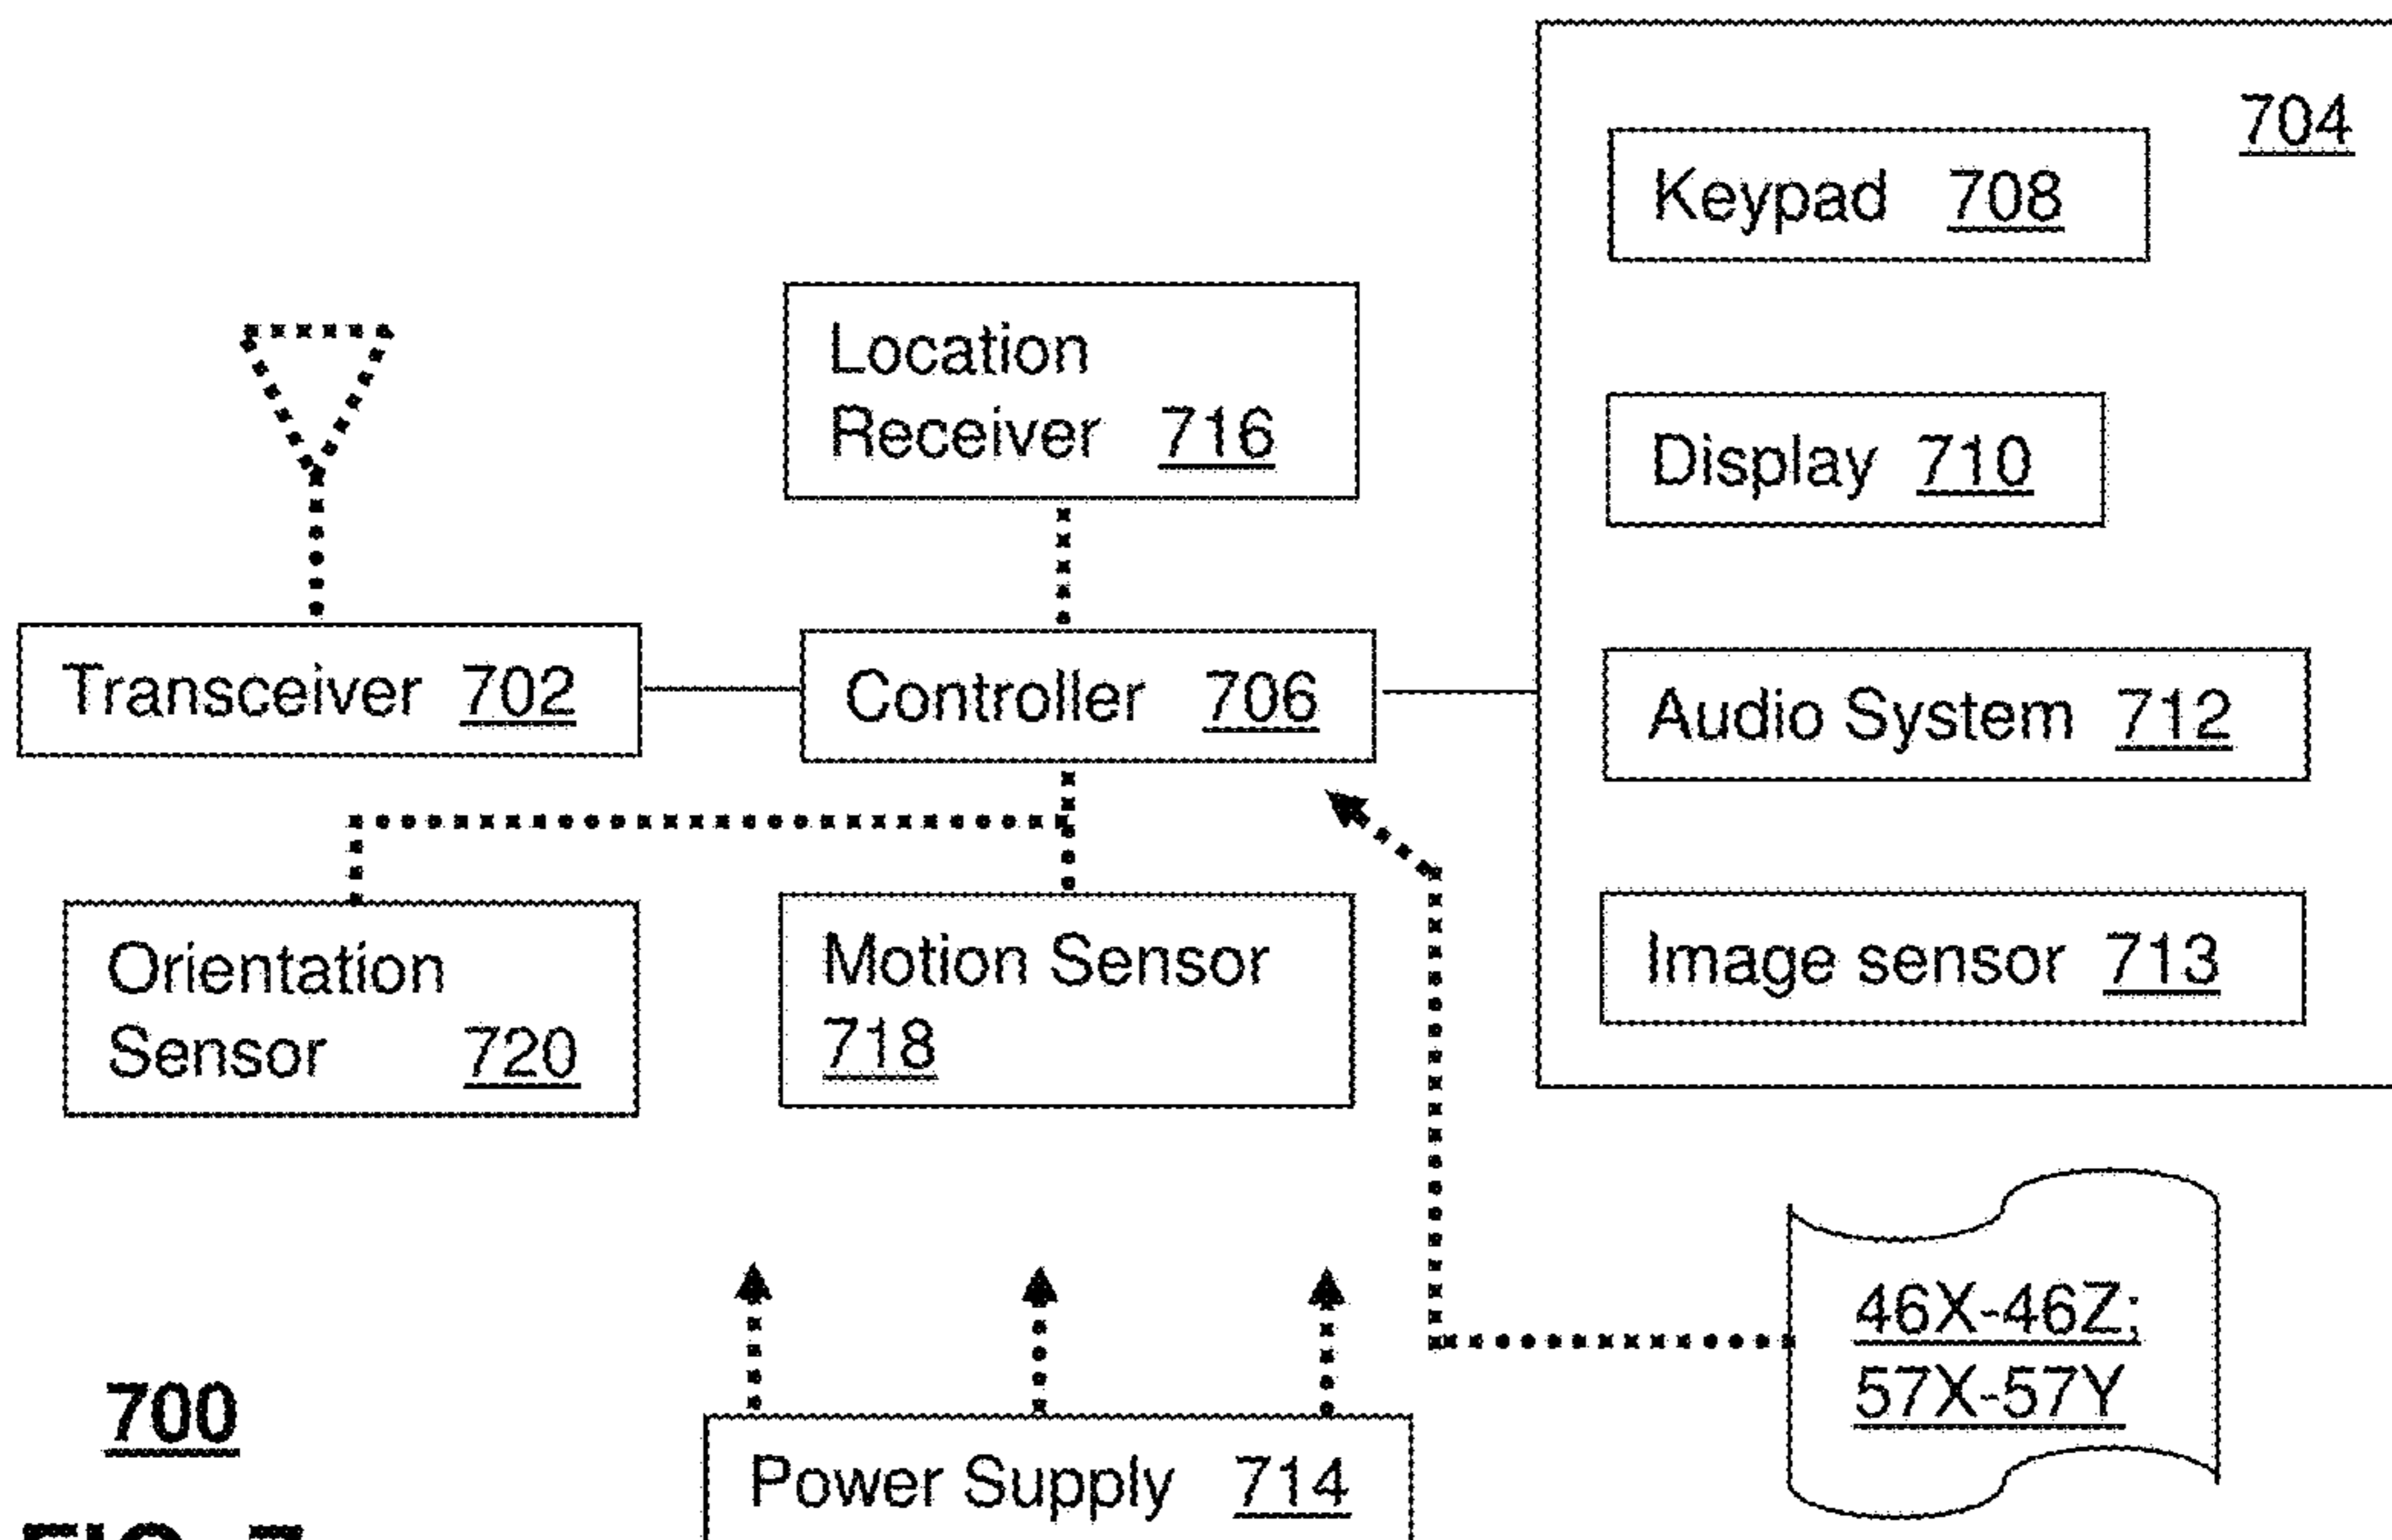 704
Keypad 708
Location
Receiver 716
Display 710
Transceiver 702
Controller 706
Audio System 712
Orientation
Sensor 720
Motion Sensor
718
Image sensor 713
46X-46Z;
57X-57Y
700
Power Supply 714